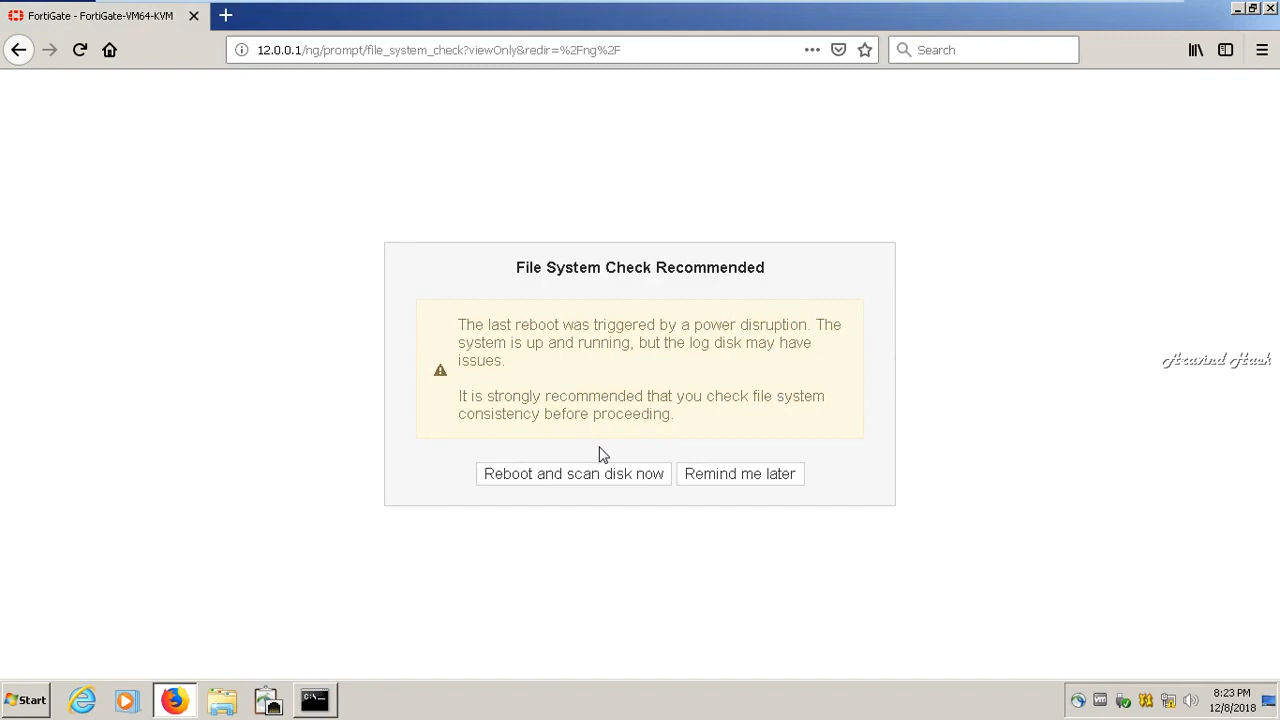 FortiGate - FortiGate-VM64-KVM
12.0.0.1/ng/prompt/file_system_check?viewOnly&redir=%2Fng%2F
Search
File System Check Recommended
The last reboot was triggered by a power disruption. The
system is up and running, but the log disk may have
issues.
It is strongly recommended that you check file system
consistency before proceeding.
Reboot and scan disk now
Remind me later
Aravind Hash
Start
8:23 PM
12/8/2018